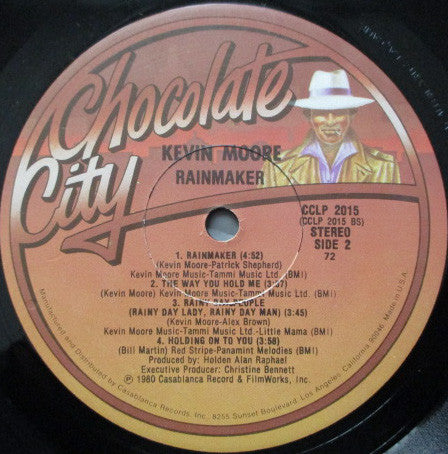 Chocolate
City
KEVIN MOORE
RAINMAKER
CCLP 2015
(CCLP 2015 BS)
STEREO
SIDE 2
72
1. RAINMAKER (4:52)
(Kevin Moore-Patrick Shepherd)
Kevin Moore Music-Tammi Music Ltd. (BMI)
2. THE WAY YOU HOLD ME (3:57)
(Kevin Moore) Kevin Moore Music-Tammi Music Ltd. (BMI)
3. RAINY DAY PEOPLE
(RAINY DAY LADY, RAINY DAY MAN) (3:45)
(Kevin Moore-Alex Brown)
Kevin Moore Music-Tammi Music Ltd.-Little Mama (BMI)
4. HOLDING ON TO YOU (3:58)
(Bill Martin) Red Stripe-Panamint Melodies (BMI)
Produced by: Holden Alan Raphael
Executive Producer: Christine Bennett
Ⓟ 1980 Casablanca Record & FilmWorks, Inc.
Manufactured and Distributed by Casablanca Records, Inc. 8255 Sunset Boulevard, Los Angeles, California 90046 Made in U.S.A.